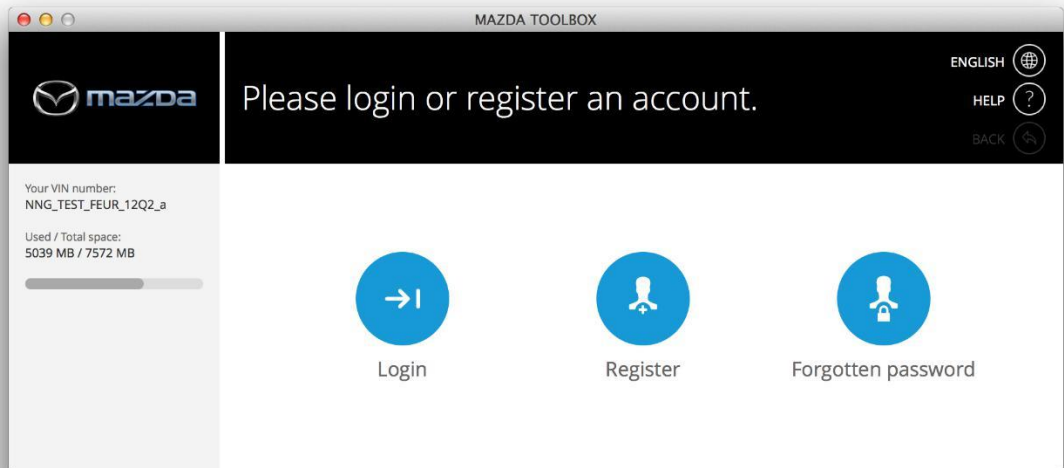 MAZDA TOOLBOX
mazda
Please login or register an account.
ENGLISH
HELP ?
BACK
Your VIN number:
NNG_TEST_FEUR_12Q2_a
Used / Total space:
5039 MB / 7572 MB
Login
Register
Forgotten password